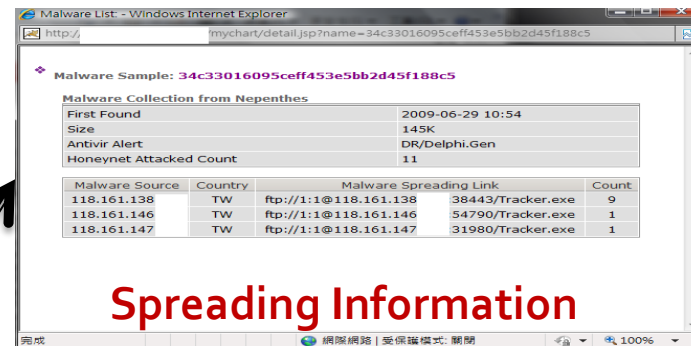 Malware List: - Windows Internet Explorer
http:// /mychart/detail.jsp?name=34c33016095ceff453e5bb2d45f188c5
Malware Sample: 34c33016095ceff453e5bb2d45f188c5
Malware Collection from Nepenthes
First Found 2009-06-29 10:54
Size 145K
Antivir Alert DR/Delphi.Gen
Honeynet Attacked Count 11
Malware Source Country Malware Spreading Link Count
118.161.138 TW ftp://1:1@118.161.138 38443/Tracker.exe 9
118.161.146 TW ftp://1:1@118.161.146 54790/Tracker.exe 1
118.161.147 TW ftp://1:1@118.161.147 31980/Tracker.exe 1
Spreading Information
完成 網際網路 | 受保護模式: 關閉 100%